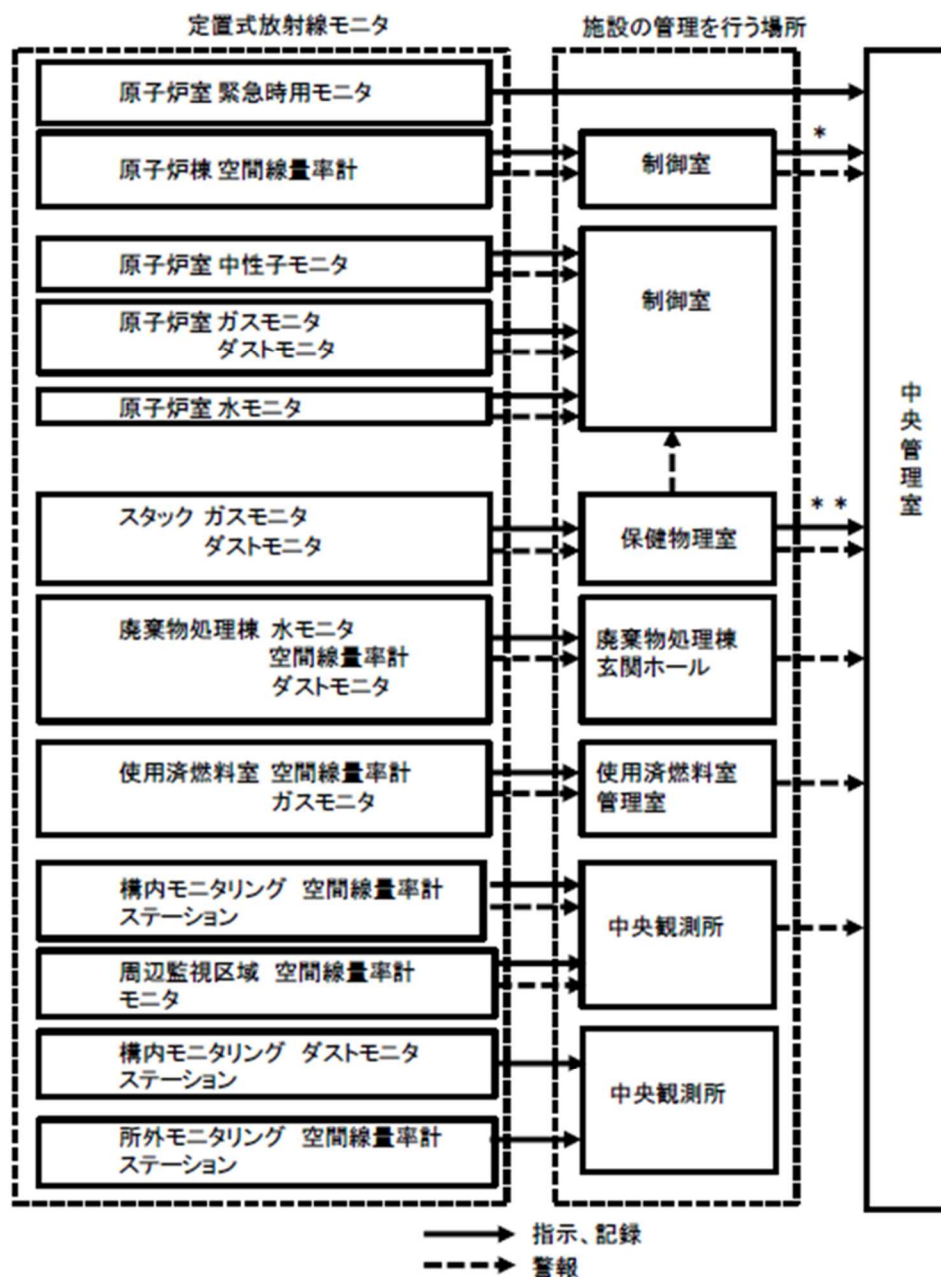 定置式放射線モニタ
施設の管理を行う場所
原子炉室 緊急時用モニタ
原子炉棟 空間線量率計
制御室
*
原子炉室 中性子モニタ
原子炉室 ガスモニタ
ダストモニタ
制御室
原子炉室 水モニタ
スタック ガスモニタ
ダストモニタ
保健物理室
* *
廃棄物処理棟 水モニタ
空間線量率計
ダストモニタ
廃棄物処理棟
玄関ホール
使用済燃料室 空間線量率計
ガスモニタ
使用済燃料室
管理室
構内モニタリング 空間線量率計
ステーション
周辺監視区域 空間線量率計
モニタ
中央観測所
構内モニタリング ダストモニタ
ステーション
所外モニタリング 空間線量率計
ステーション
中央観測所
中央管理室
指示、記録
警報